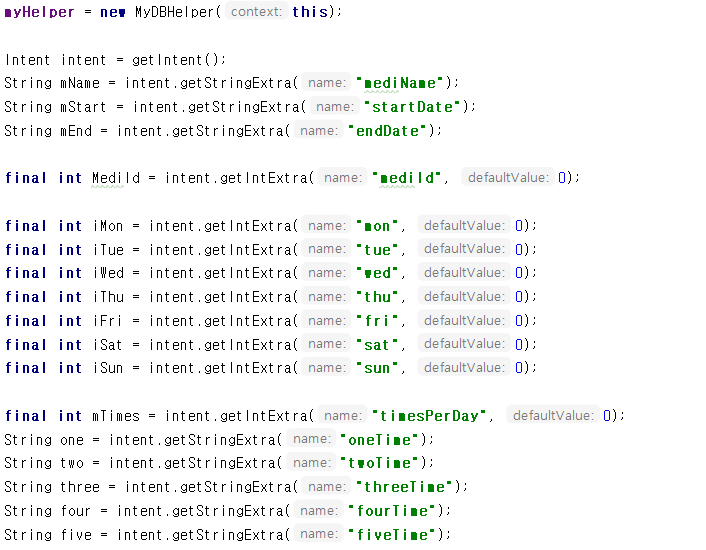 myHelper = new MyDBHelper( context: this);
Intent intent = getIntent();
String mName = intent.getStringExtra( name: "mediName");
String mStart = intent.getStringExtra( name: "startDate");
String mEnd = intent.getStringExtra( name: "endDate");
final int MediId = intent.getIntExtra( name: "mediId", defaultValue: 0);
final int iMon = intent.getIntExtra( name: "mon", defaultValue: 0);
final int iTue = intent.getIntExtra( name: "tue", defaultValue: 0);
final int iWed = intent.getIntExtra( name: "wed", defaultValue: 0);
final int iThu = intent.getIntExtra( name: "thu", defaultValue: 0);
final int iFri = intent.getIntExtra( name: "fri", defaultValue: 0);
final int iSat = intent.getIntExtra( name: "sat", defaultValue: 0);
final int iSun = intent.getIntExtra( name: "sun", defaultValue: 0);
final int mTimes = intent.getIntExtra( name: "timesPerDay", defaultValue: 0);
String one = intent.getStringExtra( name: "oneTime");
String two = intent.getStringExtra( name: "twoTime");
String three = intent.getStringExtra( name: "threeTime");
String four = intent.getStringExtra( name: "fourTime");
String five = intent.getStringExtra( name: "fiveTime");